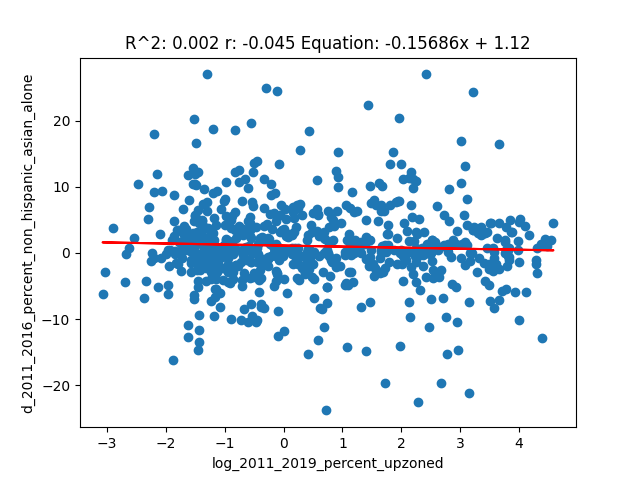 R^2: 0.002 r: -0.045 Equation: -0.15686x + 1.12
d_2011_2016_percent_non_hispanic_asian_alone
20
10
0
−10
−20
−3 −2 −1 0 1 2 3 4
log_2011_2019_percent_upzoned